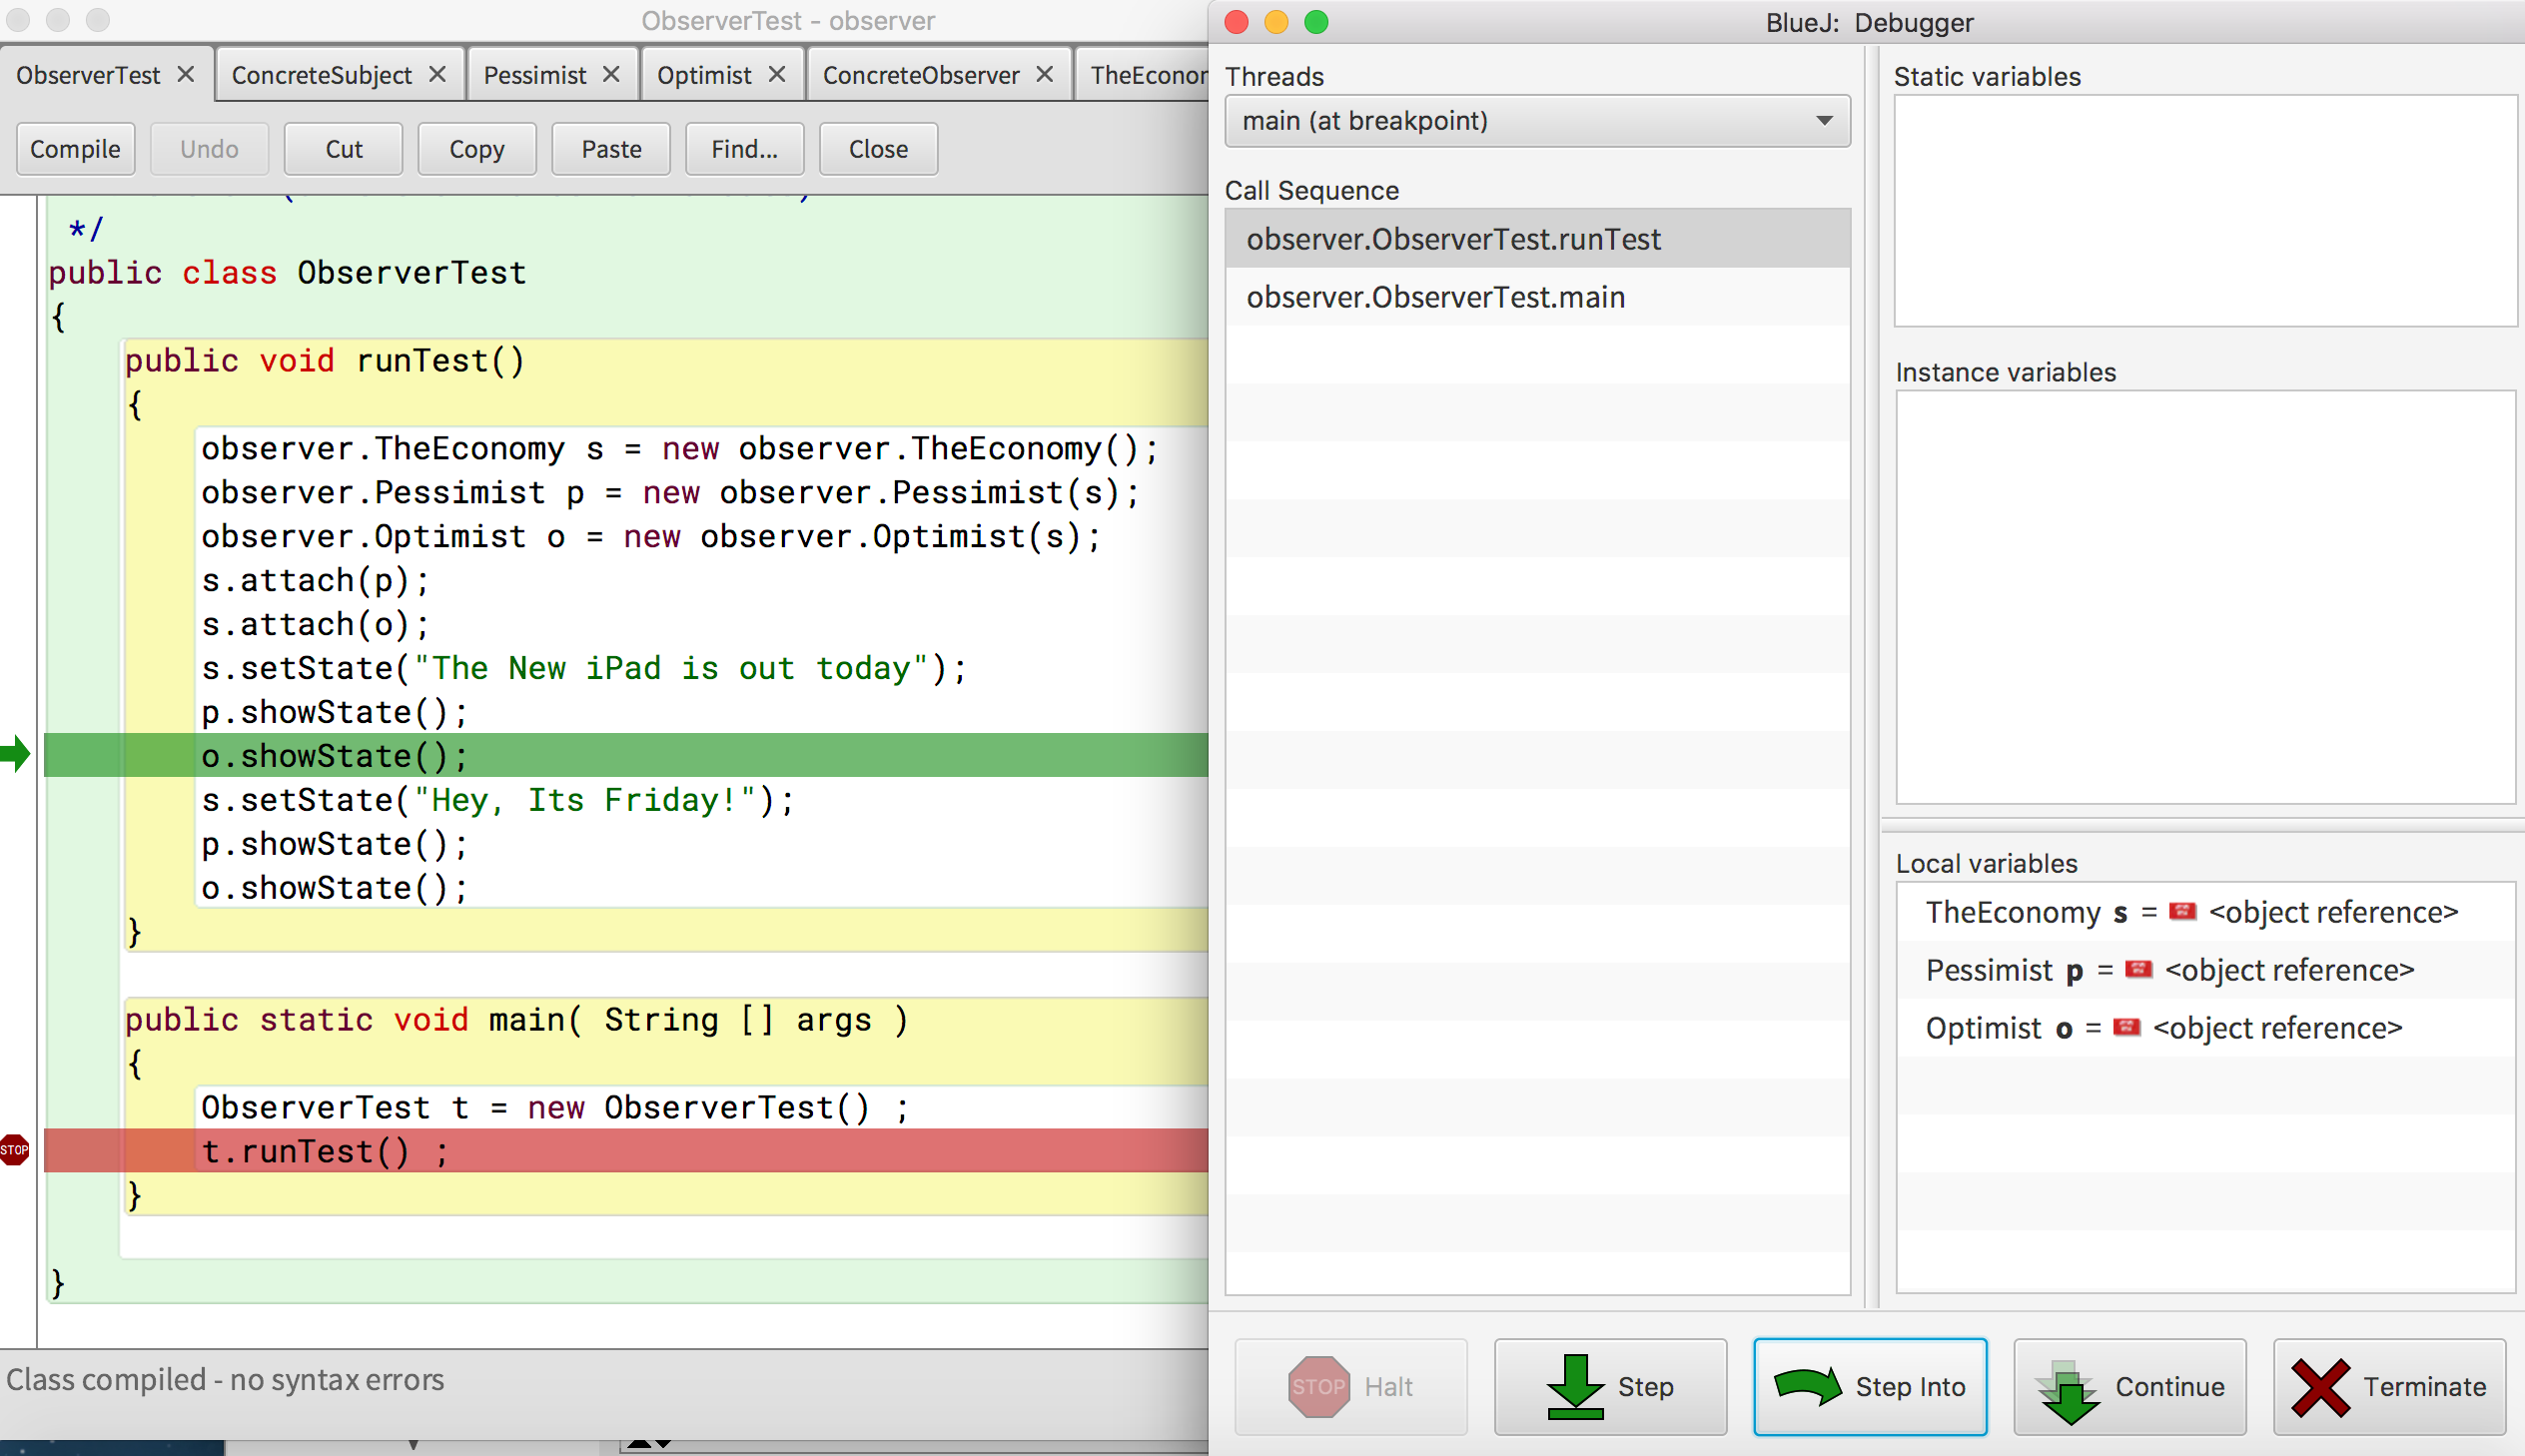 ObserverTest - observer
ObserverTest ConcreteSubject Pessimist Optimist ConcreteObserver TheEconor
Compile Undo Cut Copy Paste Find... Close
*/
public class ObserverTest
{
public void runTest()
{
observer.TheEconomy s = new observer.TheEconomy();
observer.Pessimist p = new observer.Pessimist(s);
observer.Optimist o = new observer.Optimist(s);
s.attach(p);
s.attach(o);
s.setState("The New iPad is out today");
p.showState();
o.showState();
s.setState("Hey, Its Friday!");
p.showState();
o.showState();
}
public static void main( String [] args )
{
ObserverTest t = new ObserverTest() ;
STOP t.runTest() ;
}
}
Class compiled - no syntax errors
BlueJ: Debugger
Threads
main (at breakpoint)
Call Sequence
observer.ObserverTest.runTest
observer.ObserverTest.main
Static variables
Instance variables
Local variables
TheEconomy s = <object reference>
Pessimist p = <object reference>
Optimist o = <object reference>
STOP Halt Step Step Into Continue Terminate